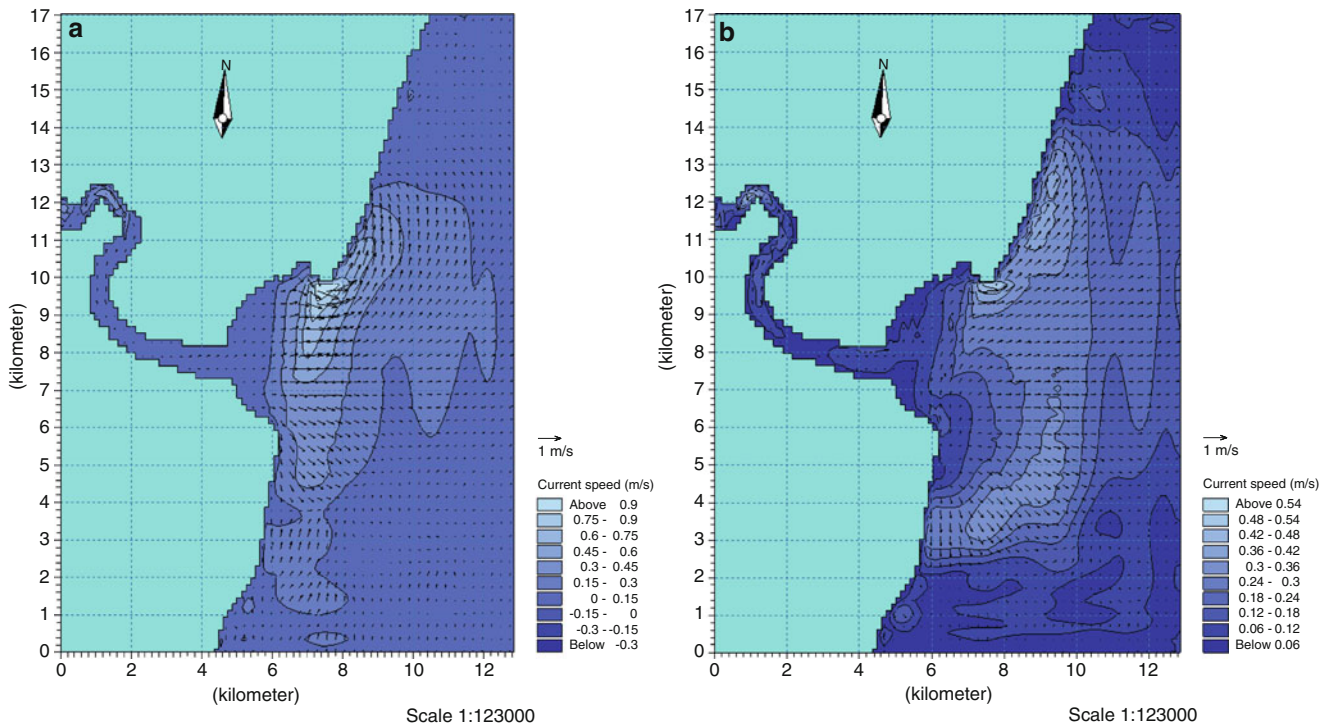 a
N
17
16
15
14
13
12
11
10
9
8
7
6
5
4
3
2
1
0
(kilometer)
0 2 4 6 8 10 12
(kilometer)
Scale 1:123000
1 m/s
Current speed (m/s)
Above 0.9
0.75 - 0.9
0.6 - 0.75
0.45 - 0.6
0.3 - 0.45
0.15 - 0.3
0 - 0.15
-0.15 - 0
-0.3 --0.15
Below -0.3
b
N
17
16
15
14
13
12
11
10
9
8
7
6
5
4
3
2
1
0
(kilometer)
0 2 4 6 8 10 12
(kilometer)
Scale 1:123000
1 m/s
Current speed (m/s)
Above 0.54
0.48 - 0.54
0.42 - 0.48
0.36 - 0.42
0.3 - 0.36
0.24 - 0.3
0.18 - 0.24
0.12 - 0.18
0.06 - 0.12
Below 0.06